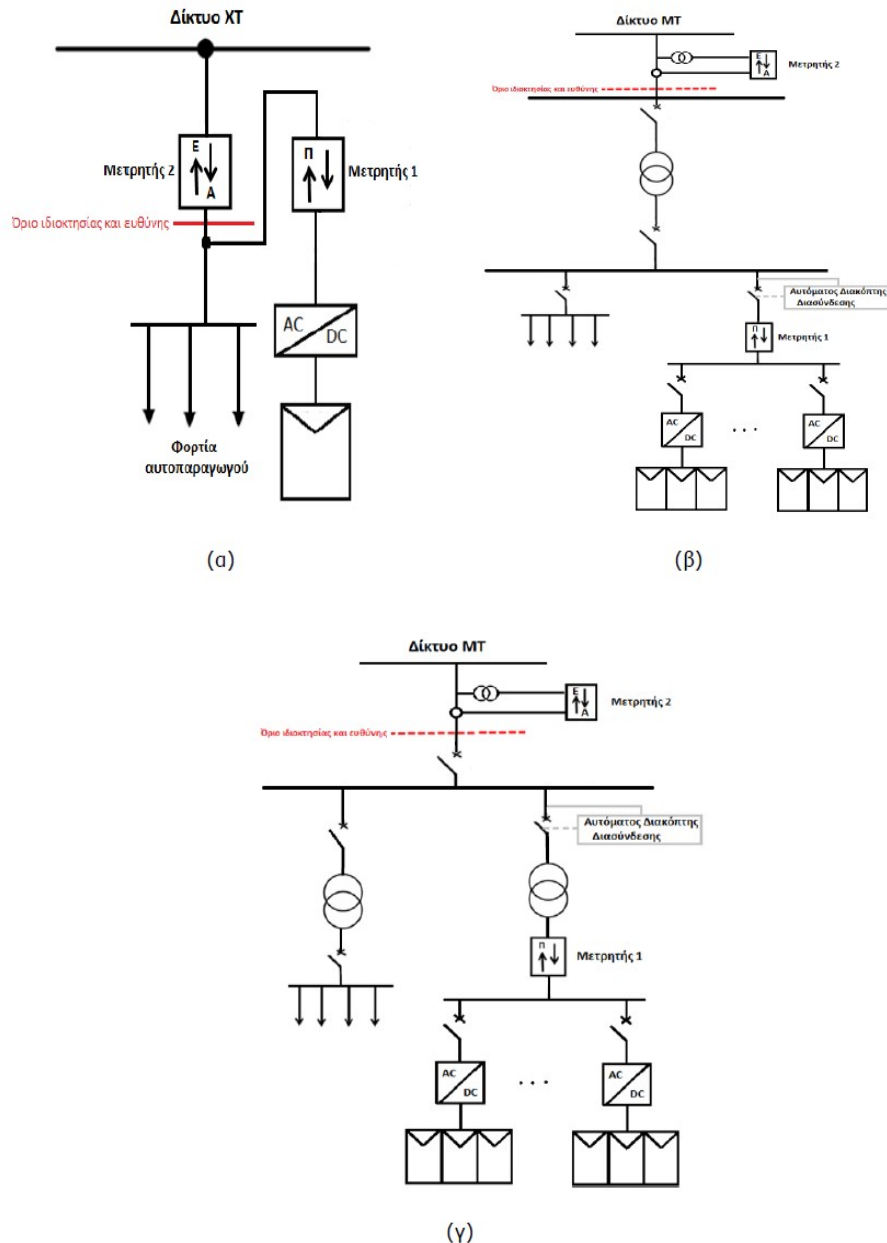 Δίκτυο ΧΤ
Μετρητής 2
Ε
Α
Π
Μετρητής 1
Όριο ιδιοκτησίας και ευθύνης
AC
DC
Φορτία
αυτοπαραγωγού
(α)
Δίκτυο ΜΤ
Ε
Α
Μετρητής 2
Όριο ιδιοκτησίας και ευθύνης
Αυτόματος Διακόπτης
Διασύνδεσης
Π
Μετρητής 1
AC
DC
. . .
AC
DC
(β)
Δίκτυο ΜΤ
Ε
Α
Μετρητής 2
Όριο ιδιοκτησίας και ευθύνης
Αυτόματος Διακόπτης
Διασύνδεσης
Π
Μετρητής 1
AC
DC
. . .
AC
DC
(γ)